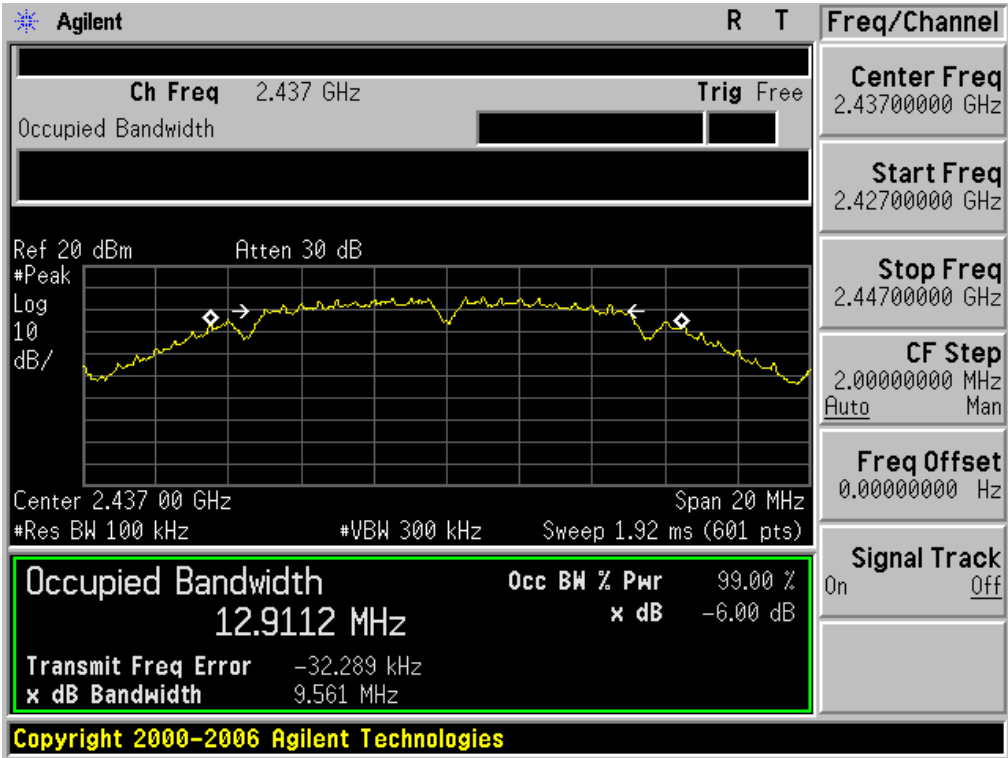 Agilent R T
Freq/Channel
Ch Freq 2.437 GHz Trig Free
Occupied Bandwidth
Ref 20 dBm Atten 30 dB
#Peak
Log
10
dB/
Center 2.437 00 GHz Span 20 MHz
#Res BW 100 kHz #VBW 300 kHz Sweep 1.92 ms (601 pts)
Occupied Bandwidth
12.9112 MHz
Occ BW % Pwr 99.00 %
x dB -6.00 dB
Transmit Freq Error -32.289 kHz
x dB Bandwidth 9.561 MHz
Copyright 2000-2006 Agilent Technologies
Center Freq
2.43700000 GHz
Start Freq
2.42700000 GHz
Stop Freq
2.44700000 GHz
CF Step
2.00000000 MHz
Auto Man
Freq Offset
0.00000000 Hz
Signal Track
On Off